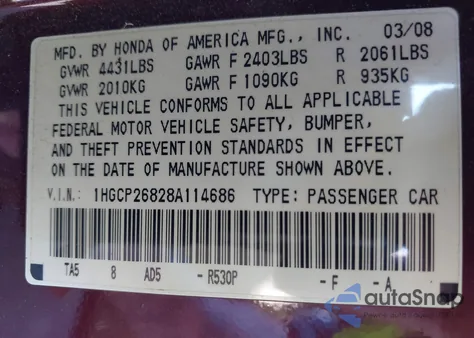 MFD. BY HONDA OF AMERICA MFG., INC. 03/08
GVWR 4431LBS GAWR F 2403LBS R 2061LBS
GVWR 2010KG GAWR F 1090KG R 935KG
THIS VEHICLE CONFORMS TO ALL APPLICABLE
FEDERAL MOTOR VEHICLE SAFETY, BUMPER,
AND THEFT PREVENTION STANDARDS IN EFFECT
ON THE DATE OF MANUFACTURE SHOWN ABOVE.
V.I.N.: 1HGCP26828A114686 TYPE: PASSENGER CAR
TA5 8 AD5 -R530P -F -A
autoSnap